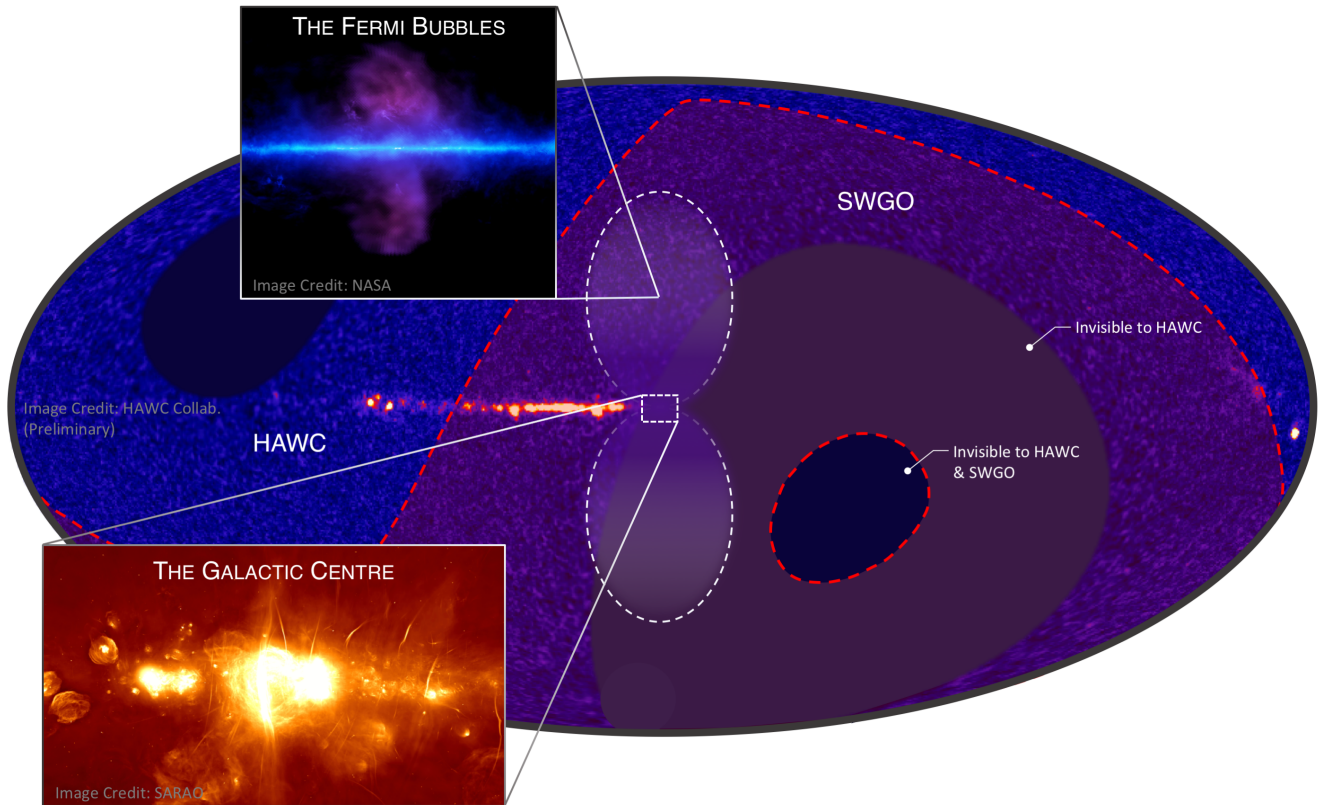 THE FERMI BUBBLES
Image Credit: NASA
SWGO
Invisible to HAWC
Image Credit: HAWC Collab.
(Preliminary)
HAWC
Invisible to HAWC
& SWGO
THE GALACTIC CENTRE
Image Credit: SARAO